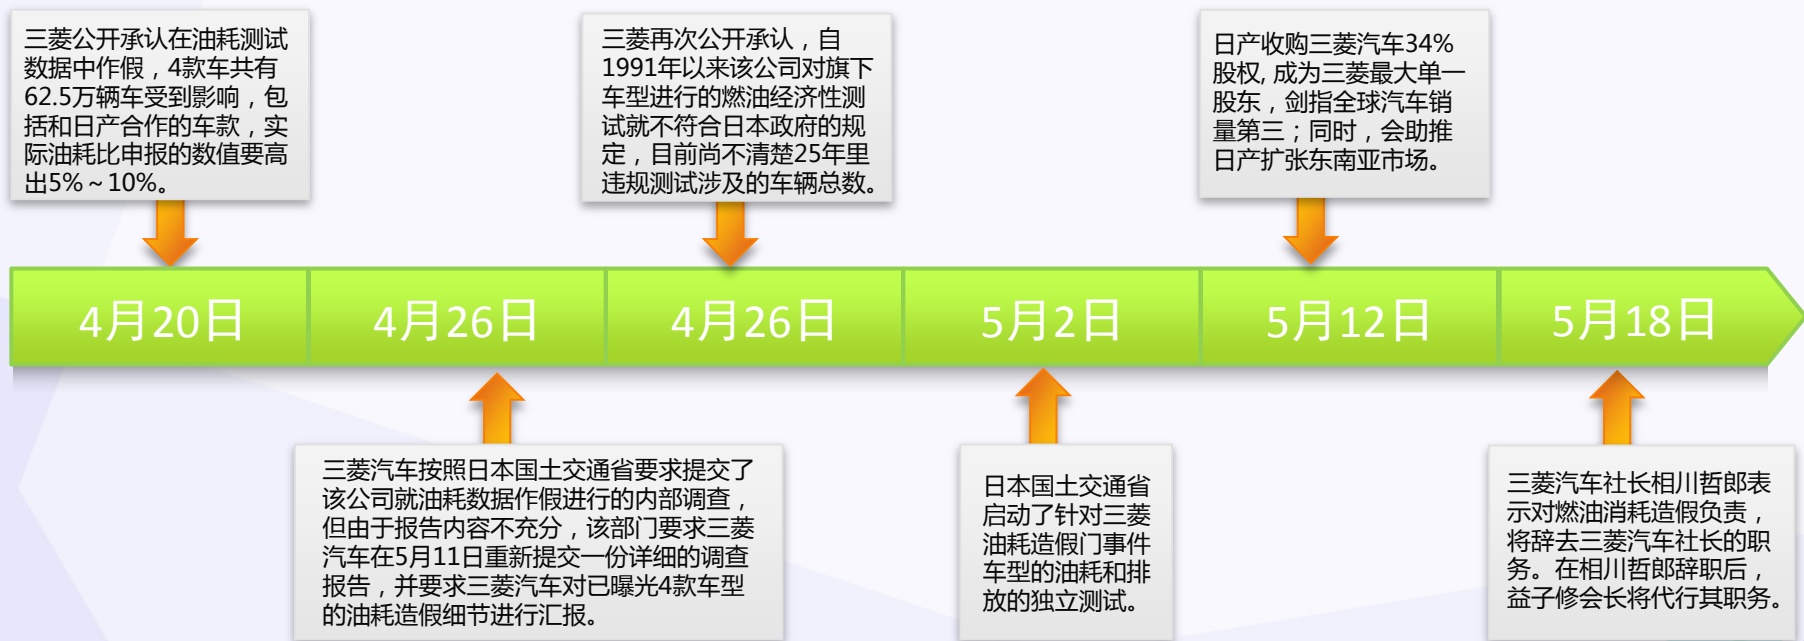 三菱公开承认在油耗测试
数据中作假，4款车共有
62.5万辆车受到影响，包
括和日产合作的车款，实
际油耗比申报的数值要高
出5%～10%。
三菱再次公开承认，自
1991年以来该公司对旗下
车型进行的燃油经济性测
试就不符合日本政府的规
定，目前尚不清楚25年里
违规测试涉及的车辆总数。
日产收购三菱汽车34%
股权, 成为三菱最大单一
股东，剑指全球汽车销
量第三；同时，会助推
日产扩张东南亚市场。
4月20日
4月26日
4月26日
5月2日
5月12日
5月18日
三菱汽车按照日本国土交通省要求提交了
该公司就油耗数据作假进行的内部调查，
但由于报告内容不充分，该部门要求三菱
汽车在5月11日重新提交一份详细的调查
报告，并要求三菱汽车对已曝光4款车型
的油耗造假细节进行汇报。
日本国土交通省
启动了针对三菱
油耗造假门事件
车型的油耗和排
放的独立测试。
三菱汽车社长相川哲郎表
示对燃油消耗造假负责，
将辞去三菱汽车社长的职
务。在相川哲郎辞职后，
益子修会长将代行其职务。